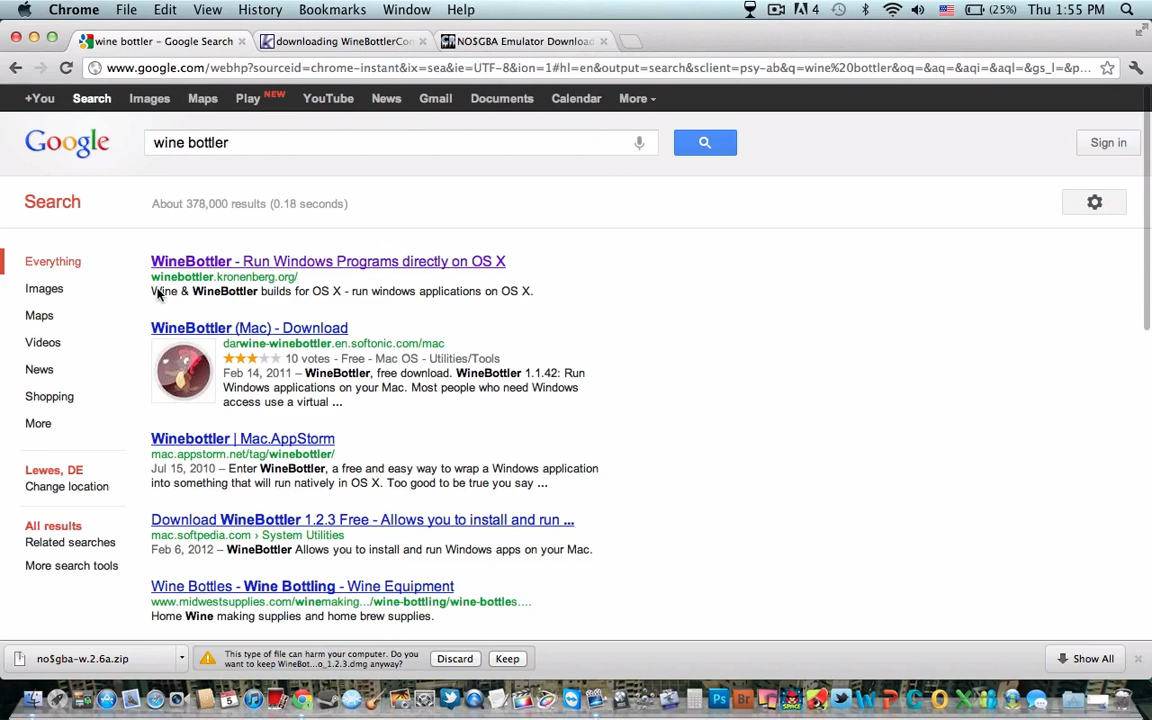 Chrome File Edit View History Bookmarks Window Help 4 (25%) Thu 1:55 PM
wine bottler - Google Search downloading WineBottlerCon NO$GBA Emulator Download
www.google.com/webhp?sourceid=chrome-instant&ix=sea&ie=UTF-8&ion=1#hl=en&output=search&sclient=psy-ab&q=wine%20bottler&oq=&aq=&aqi=&aql=&gs_l=&p...
+You Search Images Maps Play NEW YouTube News Gmail Documents Calendar More
Google wine bottler Sign in
Search About 378,000 results (0.18 seconds)
Everything
Images
Maps
Videos
News
Shopping
More
Lewes, DE
Change location
All results
Related searches
More search tools
WineBottler - Run Windows Programs directly on OS X
winebottler.kronenberg.org/
Wine & WineBottler builds for OS X - run windows applications on OS X.
WineBottler (Mac) - Download
darwine-winebottler.en.softonic.com/mac
10 votes - Free - Mac OS - Utilities/Tools
Feb 14, 2011 – WineBottler, free download. WineBottler 1.1.42: Run
Windows applications on your Mac. Most people who need Windows
access use a virtual ...
Winebottler | Mac.AppStorm
mac.appstorm.net/tag/winebottler/
Jul 15, 2010 – Enter WineBottler, a free and easy way to wrap a Windows application
into something that will run natively in OS X. Too good to be true you say ...
Download WineBottler 1.2.3 Free - Allows you to install and run ...
mac.softpedia.com › System Utilities
Feb 6, 2012 – WineBottler Allows you to install and run Windows apps on your Mac.
Wine Bottles - Wine Bottling - Wine Equipment
www.midwestsupplies.com/winemaking.../wine-bottling/wine-bottles....
Home Wine making supplies and home brew supplies.
no$gba-w.2.6a.zip
This type of file can harm your computer. Do you
want to keep WineBot...o_1.2.3.dmg anyway?
Discard Keep Show All